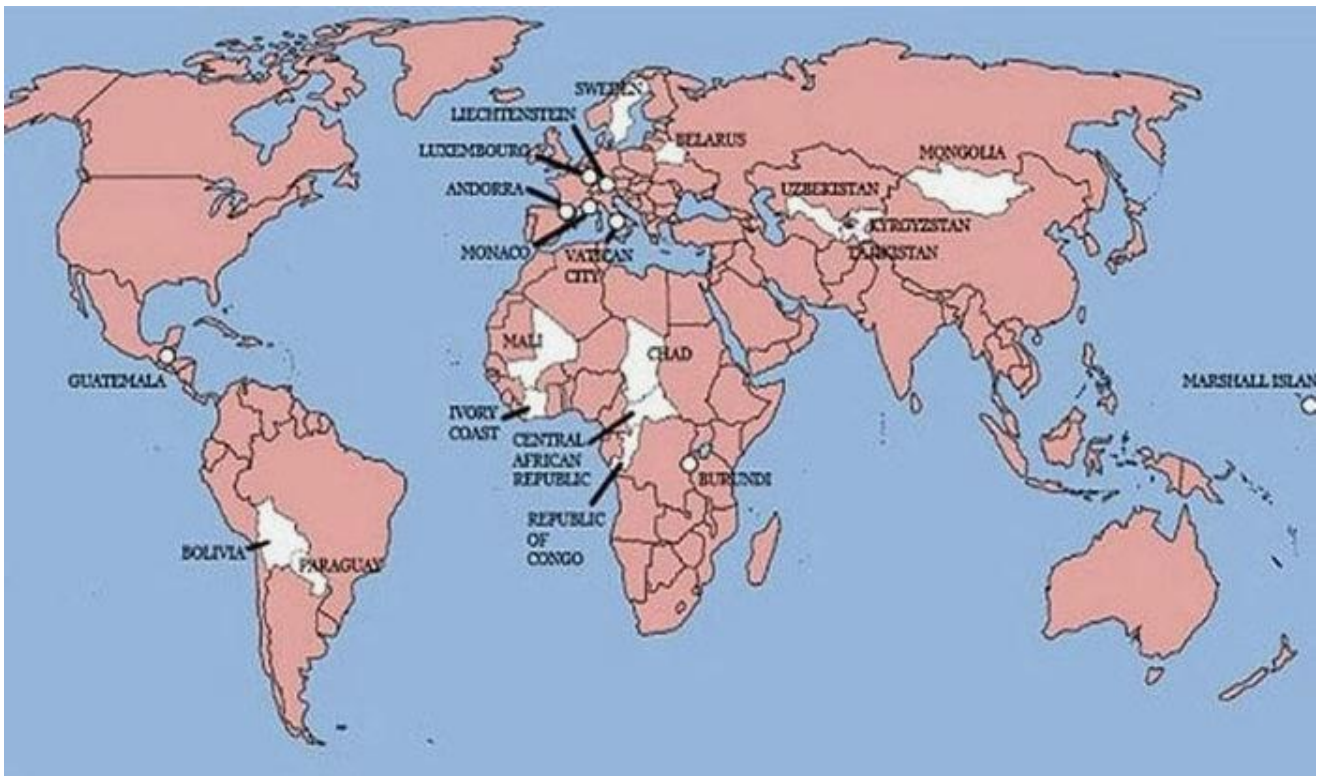 SWEDEN
LIECHTENSTEIN
LUXEMBOURG
BELARUS
MONGOLIA
ANDORRA
UZBEKISTAN
KYRGYZSTAN
MONACO
VATICAN
CITY
TAJIKISTAN
MALI
CHAD
GUATEMALA
MARSHALL ISLAN
IVORY
COAST
CENTRAL
AFRICAN
REPUBLIC
BURUNDI
REPUBLIC
OF
CONGO
BOLIVIA
PARAGUAY